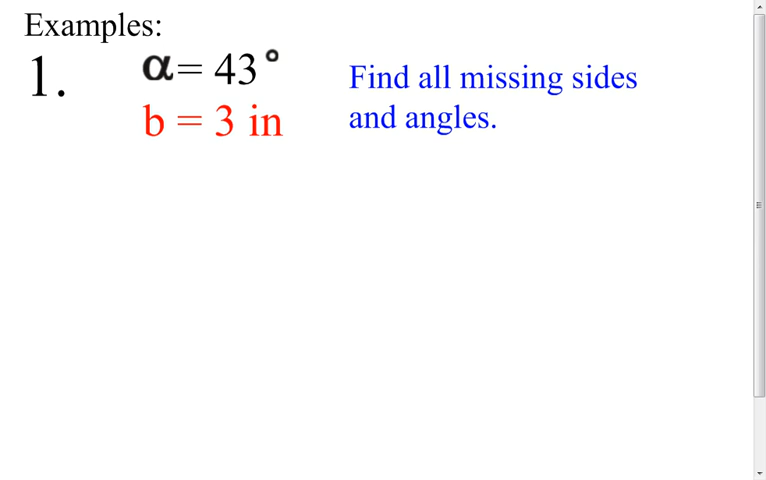 Examples:
1.
α= 43°
b = 3 in
Find all missing sides
and angles.